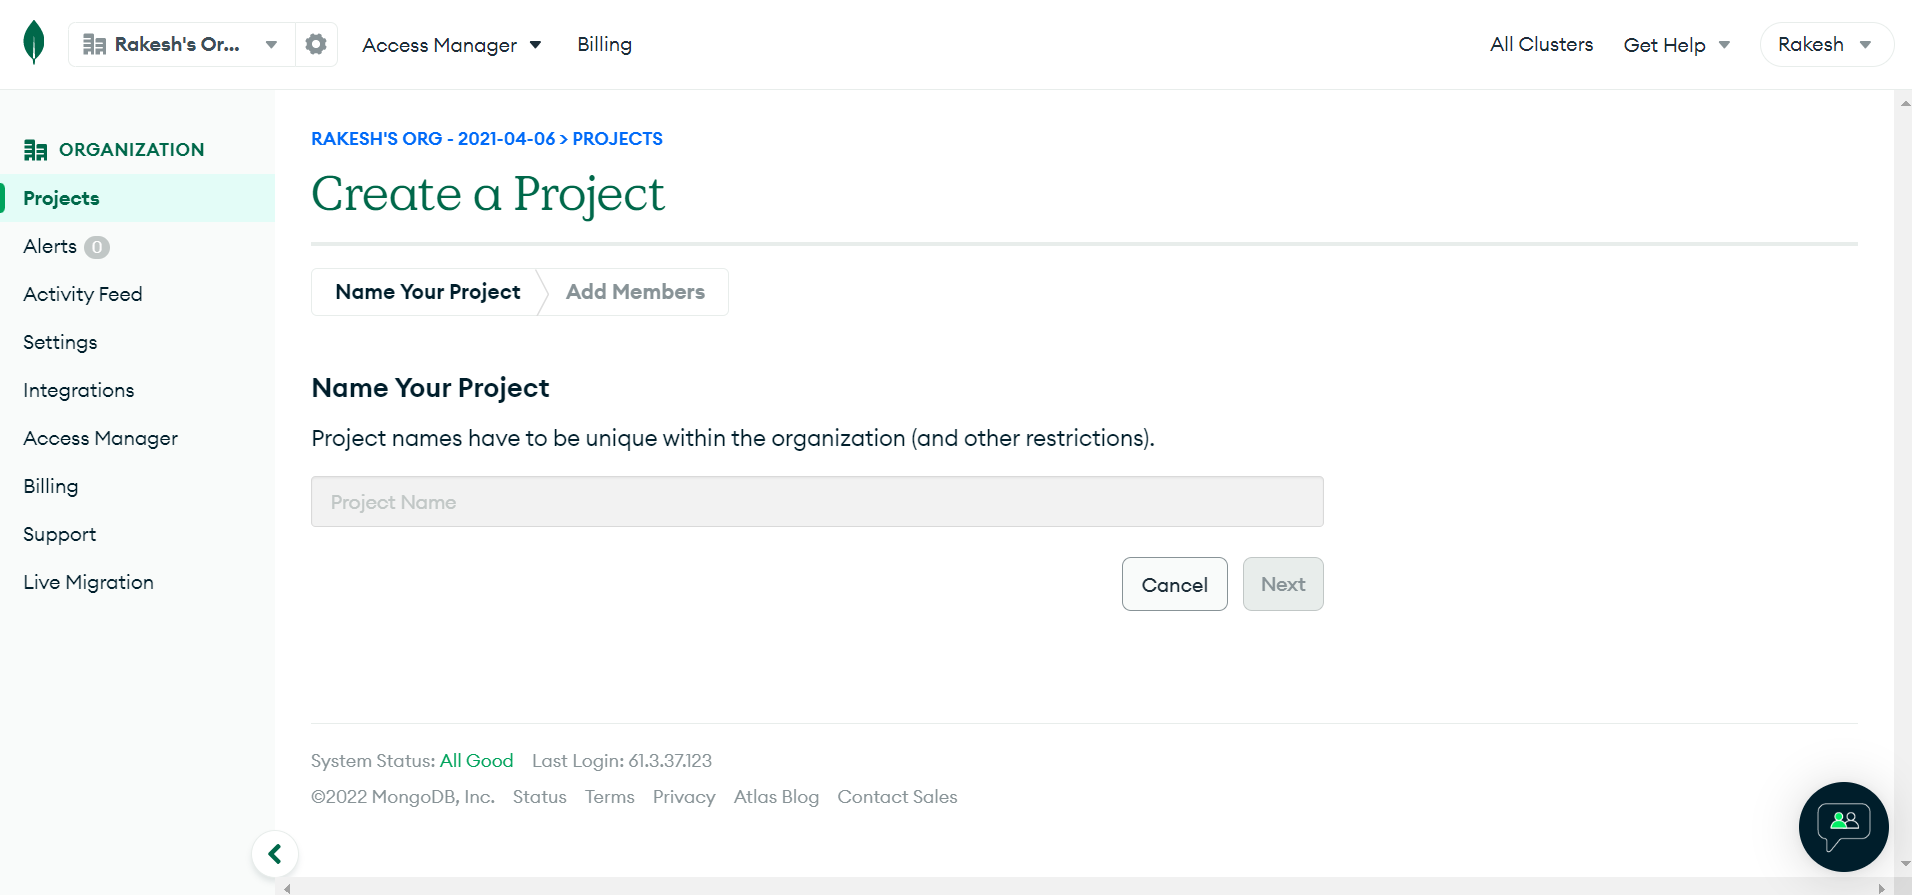 Rakesh's Or...
Access Manager
Billing
All Clusters
Get Help
Rakesh
ORGANIZATION
Projects
Alerts 0
Activity Feed
Settings
Integrations
Access Manager
Billing
Support
Live Migration
RAKESH'S ORG - 2021-04-06 > PROJECTS
Create a Project
Name Your Project
Add Members
Name Your Project
Project names have to be unique within the organization (and other restrictions).
Project Name
Cancel
Next
System Status: All Good Last Login: 61.3.37.123
©2022 MongoDB, Inc. Status Terms Privacy Atlas Blog Contact Sales